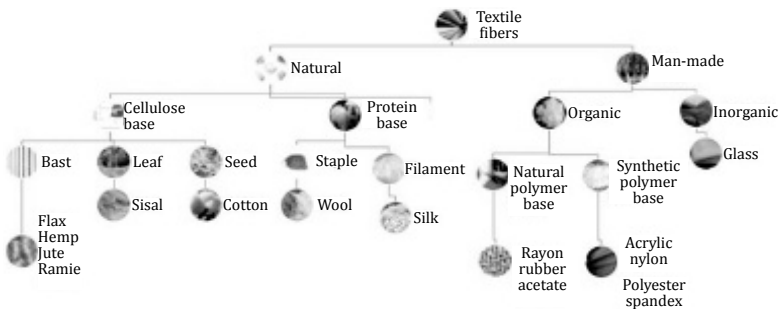 Textile
fibers
Natural
Man-made
Cellulose
base
Protein
base
Organic
Inorganic
Bast
Leaf
Seed
Staple
Filament
Natural
polymer
base
Synthetic
polymer
base
Glass
Sisal
Cotton
Wool
Silk
Flax
Hemp
Jute
Ramie
Rayon
rubber
acetate
Acrylic
nylon
Polyester
spandex